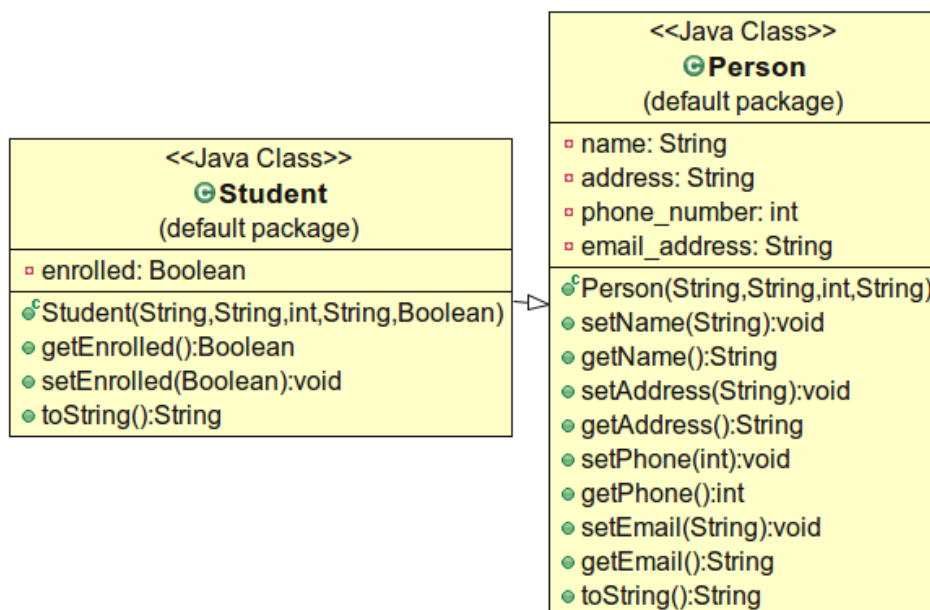 <<Java Class>>
Student
(default package)
enrolled: Boolean
Student(String,String,int,String,Boolean)
getEnrolled():Boolean
setEnrolled(Boolean):void
toString():String
<<Java Class>>
Person
(default package)
name: String
address: String
phone_number: int
email_address: String
Person(String,String,int,String)
setName(String):void
getName():String
setAddress(String):void
getAddress():String
setPhone(int):void
getPhone():int
setEmail(String):void
getEmail():String
toString():String